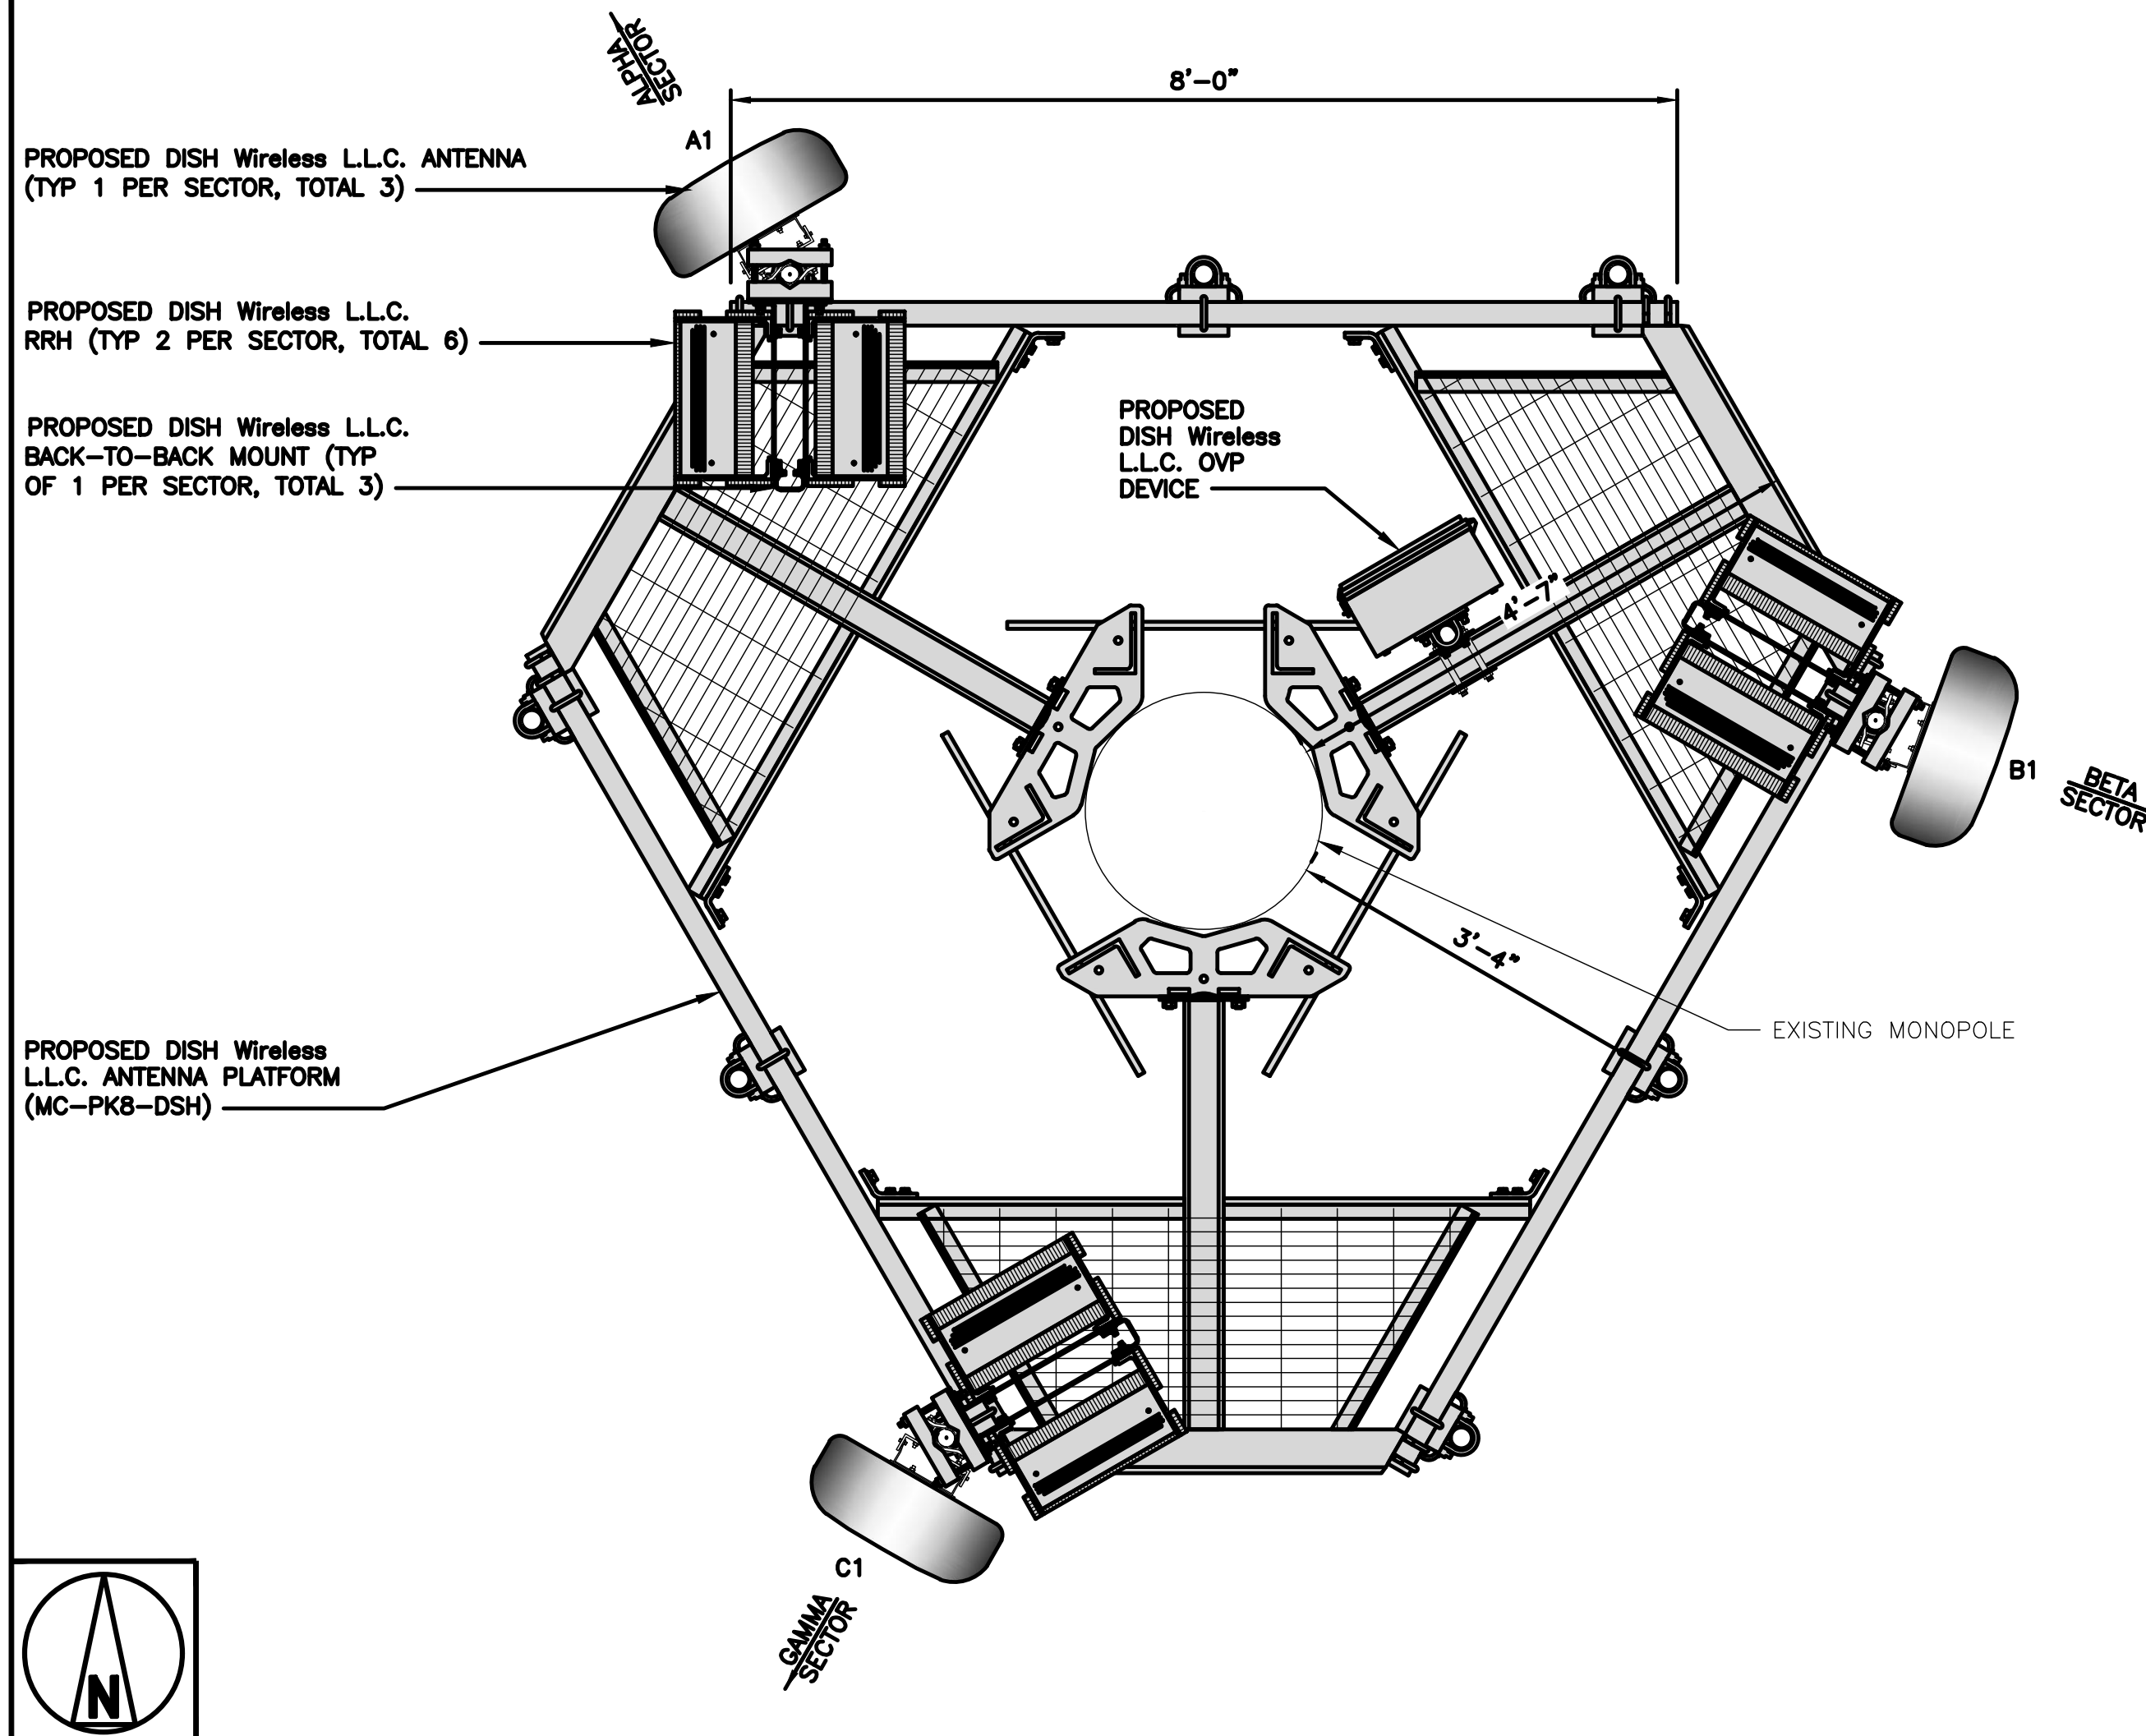 ALPHA
SECTOR
8'-0"
A1
PROPOSED DISH Wireless L.L.C. ANTENNA
(TYP 1 PER SECTOR, TOTAL 3)
PROPOSED DISH Wireless L.L.C.
RRH (TYP 2 PER SECTOR, TOTAL 6)
PROPOSED DISH Wireless L.L.C.
BACK-TO-BACK MOUNT (TYP
OF 1 PER SECTOR, TOTAL 3)
PROPOSED
DISH Wireless
L.L.C. OVP
DEVICE
4'-7"
B1
BETA
SECTOR
3'-4"
EXISTING MONOPOLE
PROPOSED DISH Wireless
L.L.C. ANTENNA PLATFORM
(MC-PK8-DSH)
C1
GAMMA
SECTOR
N